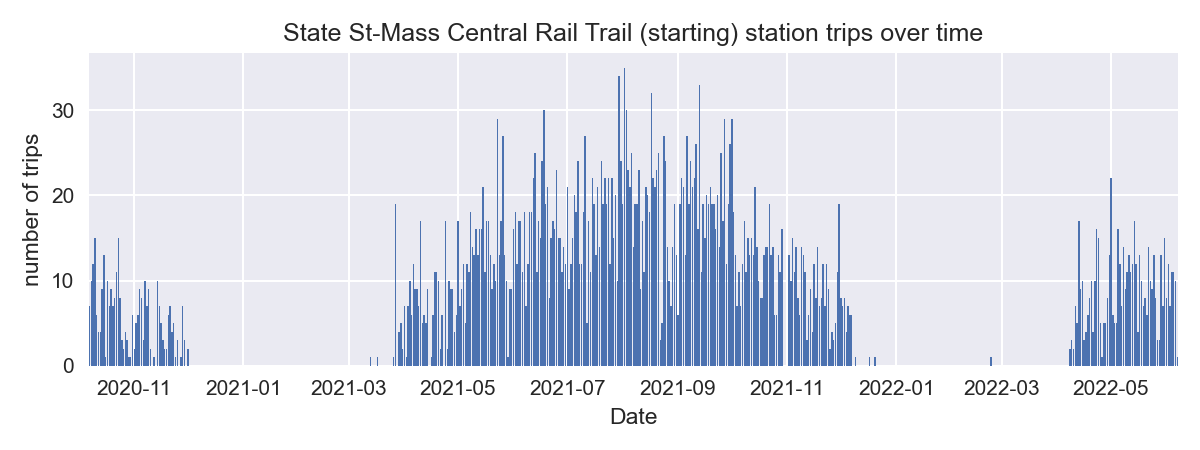 State St-Mass Central Rail Trail (starting) station trips over time
number of trips
30
20
10
0
2020-11 2021-01 2021-03 2021-05 2021-07 2021-09 2021-11 2022-01 2022-03 2022-05
Date